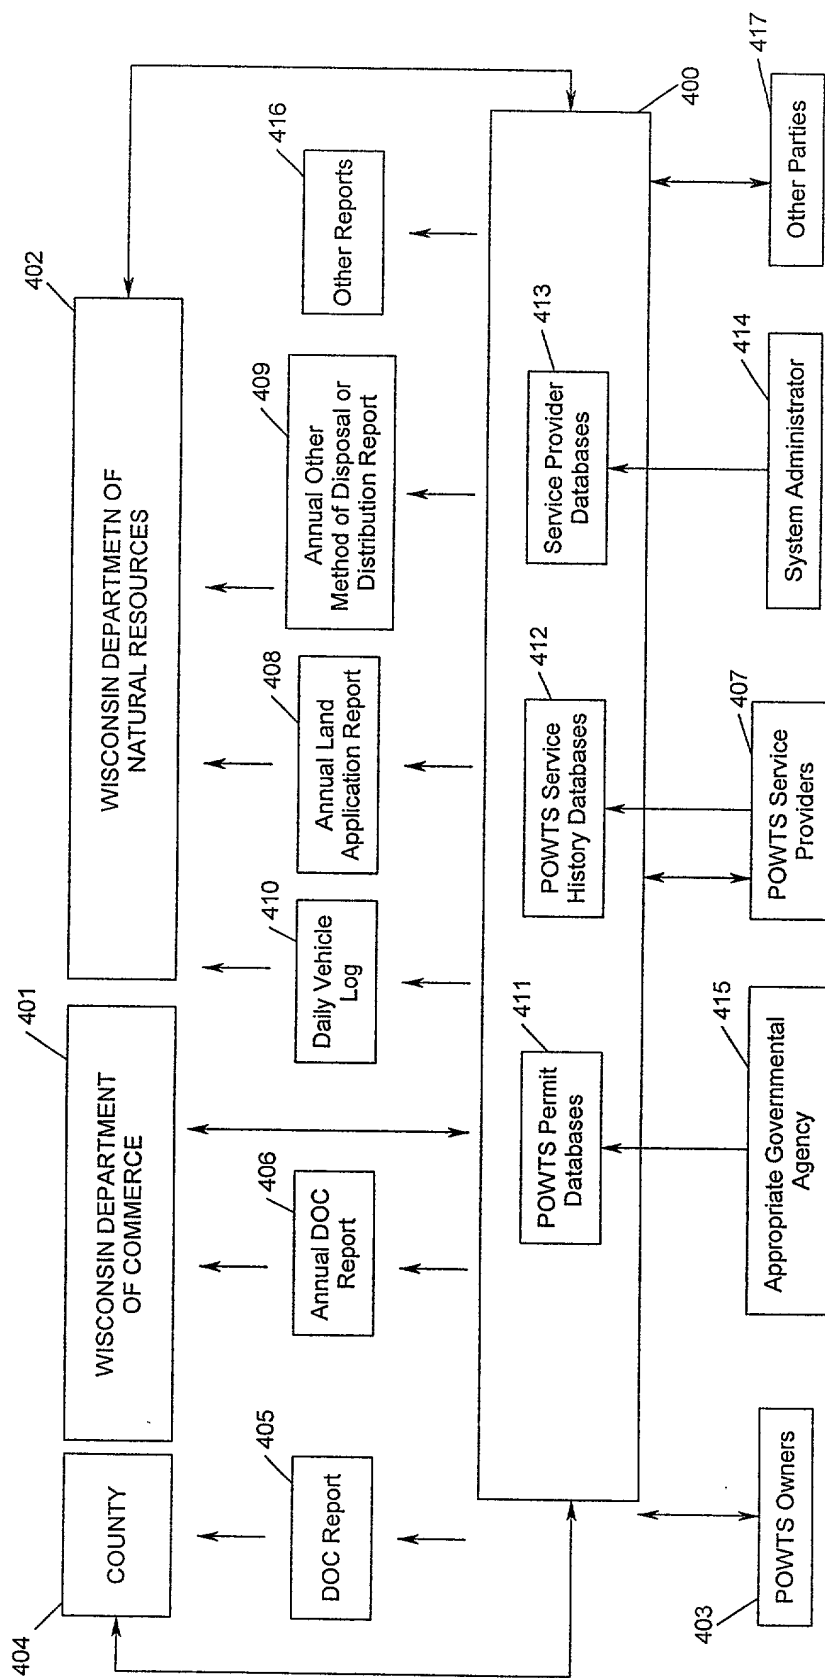 404
COUNTY
401
WISCONSIN DEPARTMENT
OF COMMERCE
402
WISCONSIN DEPARTMETN OF
NATURAL RESOURCES
405
DOC Report
406
Annual DOC
Report
410
Daily Vehicle
Log
408
Annual Land
Application Report
409
Annual Other
Method of Disposal or
Distribution Report
416
Other Reports
400
411
POWTS Permit
Databases
412
POWTS Service
History Databases
413
Service Provider
Databases
403
POWTS Owners
415
Appropriate Governmental
Agency
407
POWTS Service
Providers
414
System Administrator
417
Other Parties